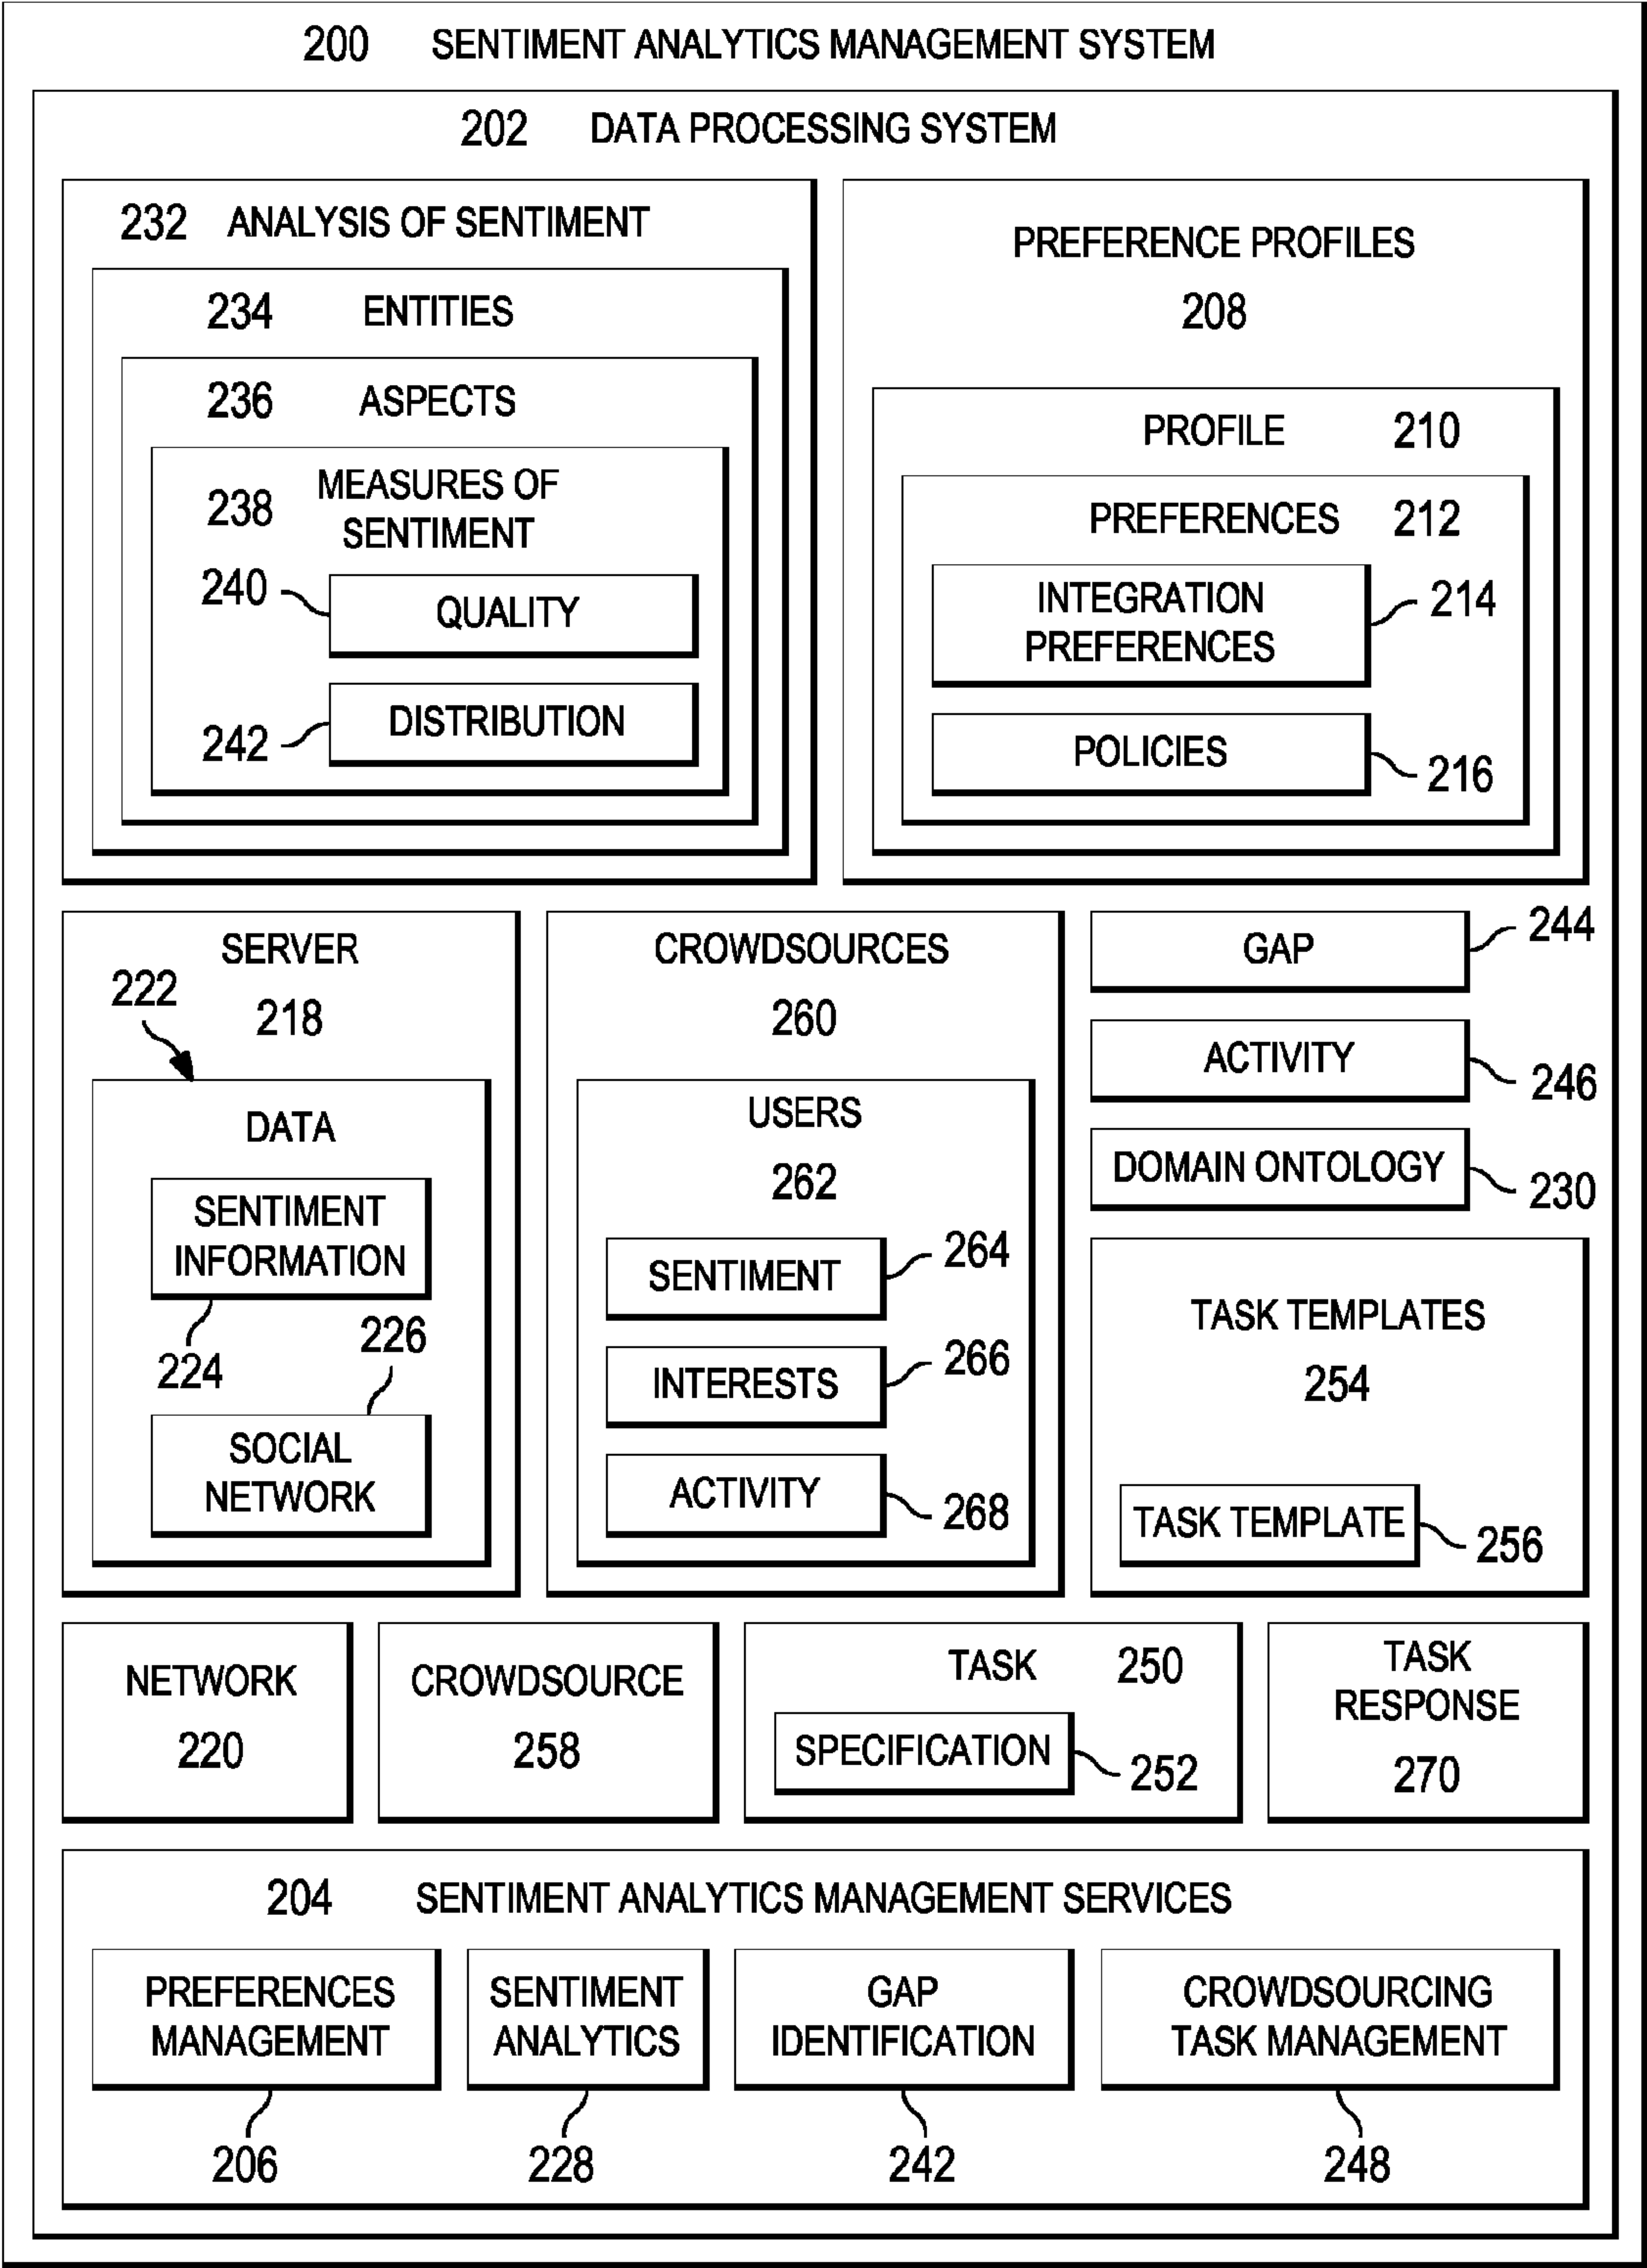 200 SENTIMENT ANALYTICS MANAGEMENT SYSTEM
202 DATA PROCESSING SYSTEM
232 ANALYSIS OF SENTIMENT
234 ENTITIES
236 ASPECTS
238 MEASURES OF
SENTIMENT
240 QUALITY
242 DISTRIBUTION
PREFERENCE PROFILES
208
PROFILE 210
PREFERENCES 212
INTEGRATION
PREFERENCES
214
POLICIES
216
SERVER
218
222
DATA
SENTIMENT
INFORMATION
224
226
SOCIAL
NETWORK
CROWDSOURCES
260
USERS
262
SENTIMENT
264
INTERESTS
266
ACTIVITY
268
GAP
244
ACTIVITY
246
DOMAIN ONTOLOGY
230
TASK TEMPLATES
254
TASK TEMPLATE
256
NETWORK
220
CROWDSOURCE
258
TASK 250
SPECIFICATION
252
TASK
RESPONSE
270
204 SENTIMENT ANALYTICS MANAGEMENT SERVICES
PREFERENCES
MANAGEMENT
206
SENTIMENT
ANALYTICS
228
GAP
IDENTIFICATION
242
CROWDSOURCING
TASK MANAGEMENT
248